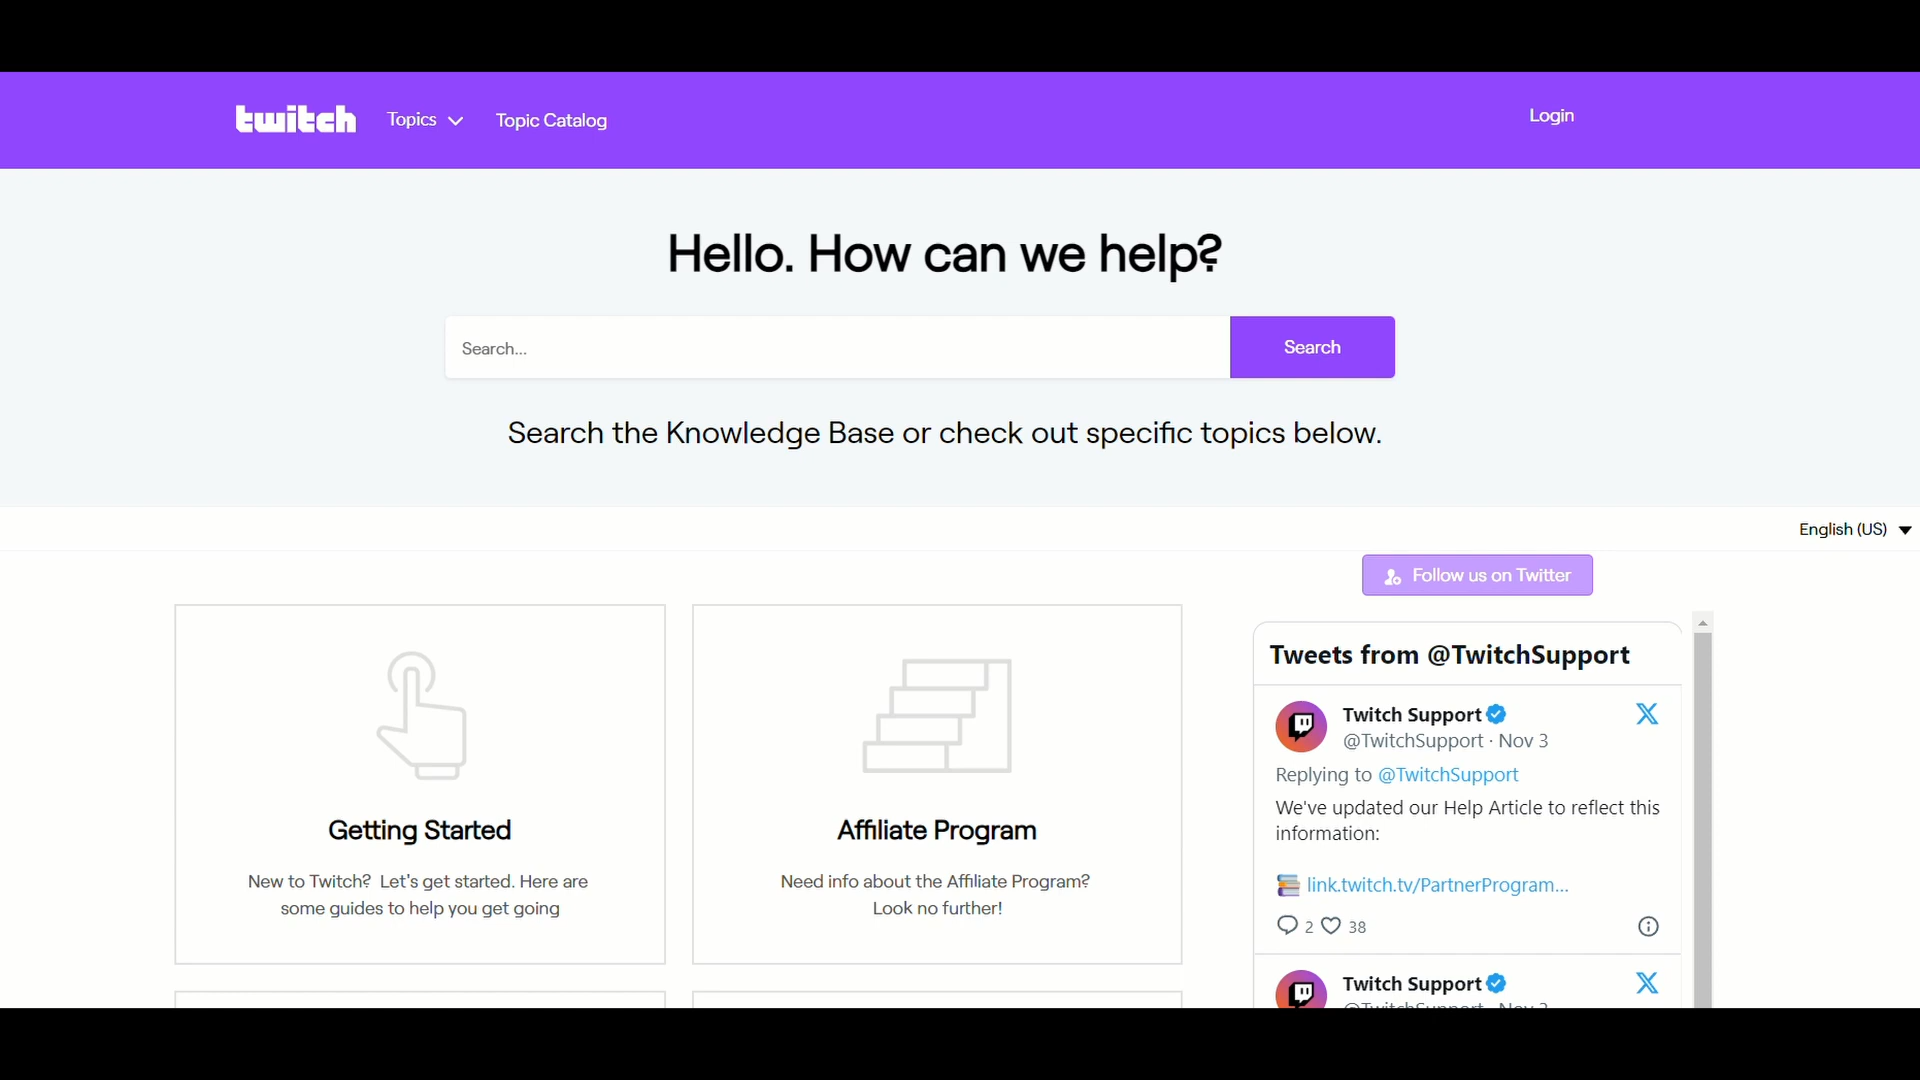 twitch
Topics
Topic Catalog
Login
Hello. How can we help?
Search...
Search
Search the Knowledge Base or check out specific topics below.
English (US)
Follow us on Twitter
Getting Started
New to Twitch? Let's get started. Here are
some guides to help you get going
Affiliate Program
Need info about the Affiliate Program?
Look no further!
Tweets from @TwitchSupport
Twitch Support
@TwitchSupport · Nov 3
Replying to @TwitchSupport
We've updated our Help Article to reflect this
information:
link.twitch.tv/PartnerProgram...
2 38
Twitch Support
@TwitchSupport · Nov 3